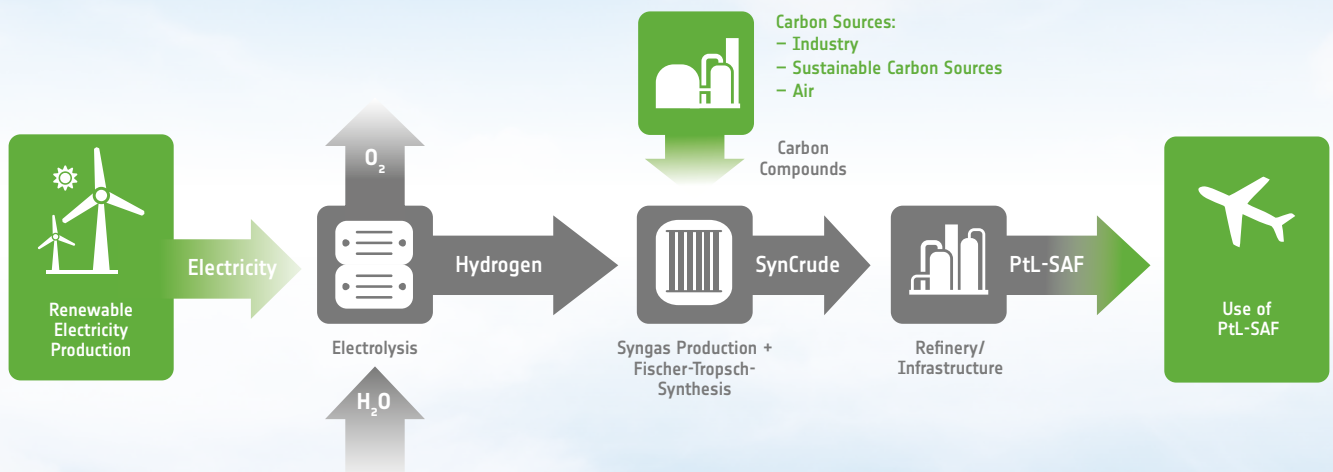 Carbon Sources:
– Industry
– Sustainable Carbon Sources
– Air
Carbon
Compounds
O₂
Electricity
Hydrogen
SynCrude
PtL-SAF
Renewable
Electricity
Production
Electrolysis
Syngas Production +
Fischer-Tropsch-
Synthesis
Refinery/
Infrastructure
Use of
PtL-SAF
H₂O